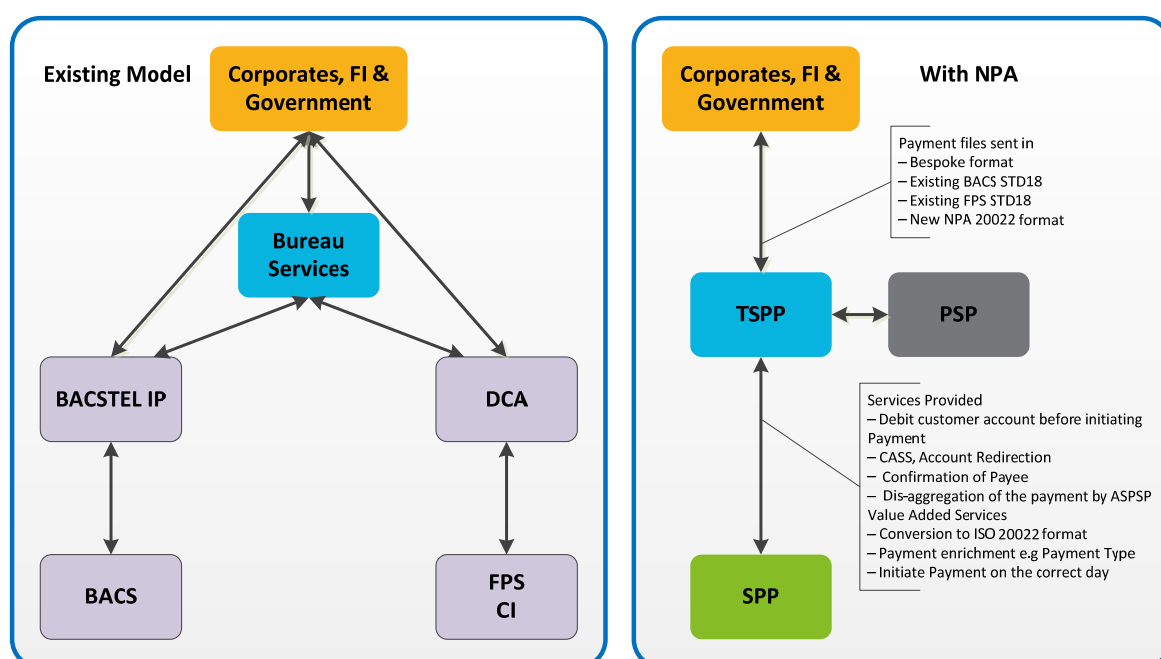 Existing Model
Corporates, FI &
Government
Bureau
Services
BACSTEL IP
DCA
BACS
FPS
CI
Corporates, FI &
Government
With NPA
Payment files sent in
– Bespoke format
– Existing BACS STD18
– Existing FPS STD18
– New NPA 20022 format
TSPP
PSP
Services Provided
– Debit customer account before initiating
Payment
– CASS, Account Redirection
– Confirmation of Payee
– Dis-aggregation of the payment by ASPSP
Value Added Services
– Conversion to ISO 20022 format
– Payment enrichment e.g Payment Type
– Initiate Payment on the correct day
SPP